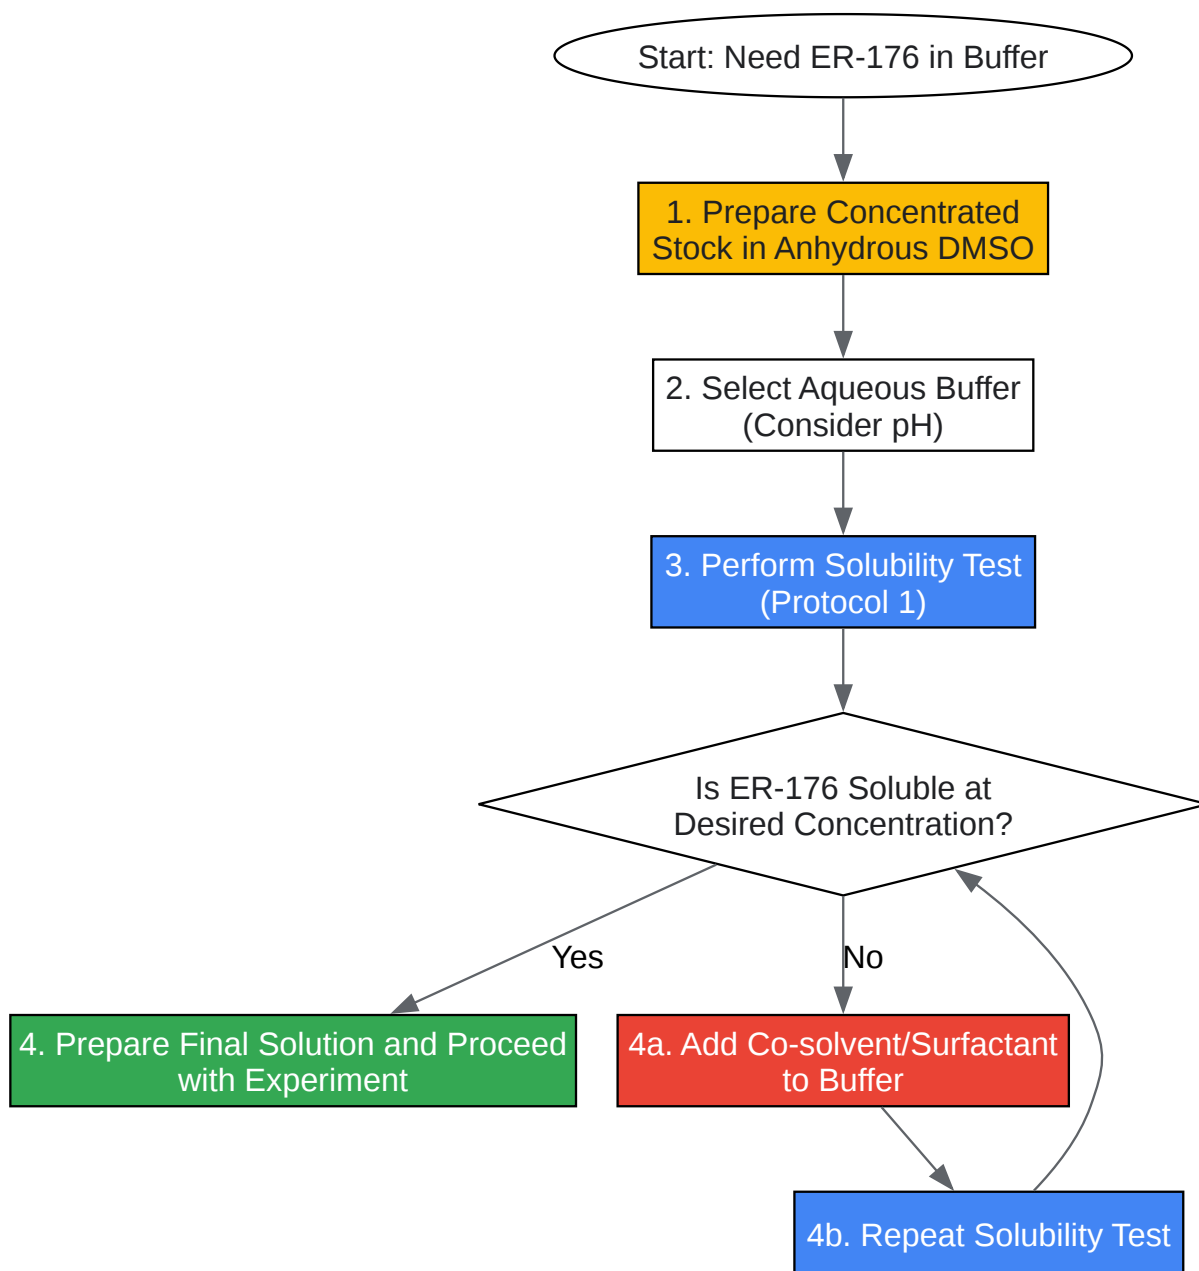 Start: Need ER-176 in Buffer
1. Prepare Concentrated
Stock in Anhydrous DMSO
2. Select Aqueous Buffer
(Consider pH)
3. Perform Solubility Test
(Protocol 1)
Is ER-176 Soluble at
Desired Concentration?
Yes
No
4. Prepare Final Solution and Proceed
with Experiment
4a. Add Co-solvent/Surfactant
to Buffer
4b. Repeat Solubility Test